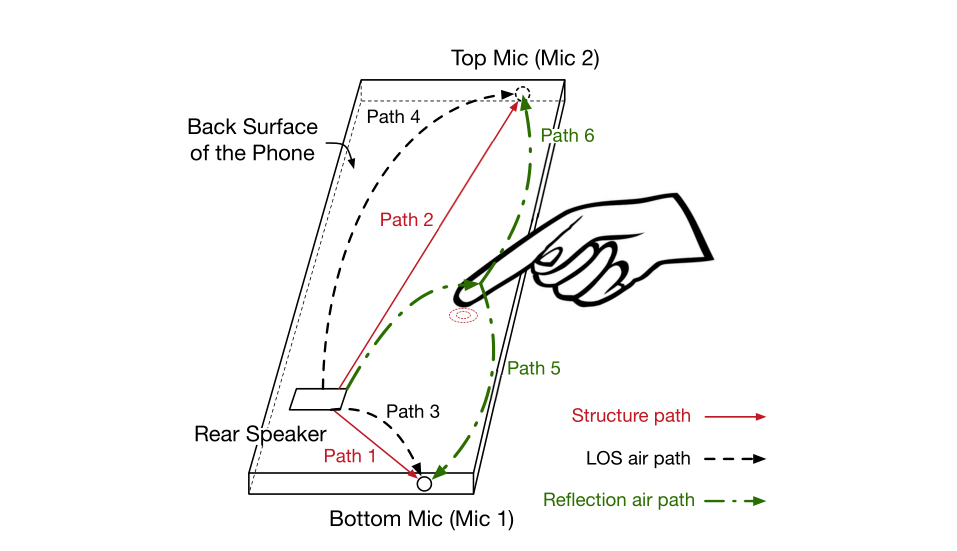 Top Mic (Mic 2)
Path 4
Back Surface
of the Phone
Path 6
Path 2
Path 5
Path 3
Rear Speaker
Path 1
Structure path
LOS air path
Reflection air path
Bottom Mic (Mic 1)